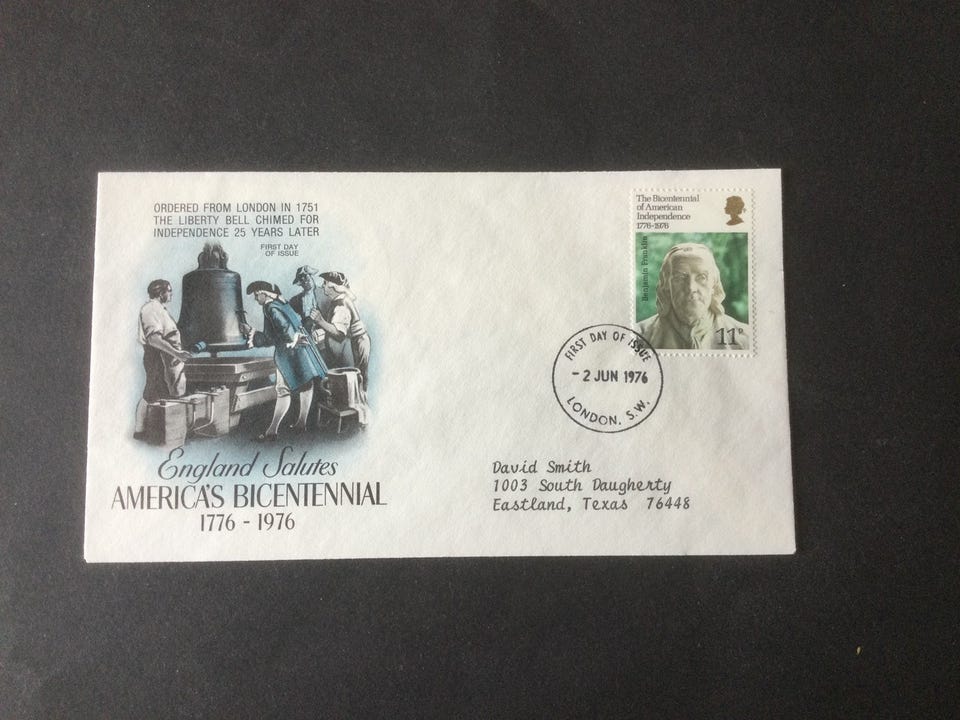 ORDERED FROM LONDON IN 1751
THE LIBERTY BELL CHIMED FOR
INDEPENDENCE 25 YEARS LATER
FIRST DAY
OF ISSUE
England Salutes
AMERICA'S BICENTENNIAL
1776 - 1976
The Bicentennial
of American
Independence
1776-1976
Benjamin Franklin
11P
FIRST DAY OF ISSUE
- 2 JUN 1976
LONDON. S.W.
David Smith
1003 South Daugherty
Eastland, Texas 76448